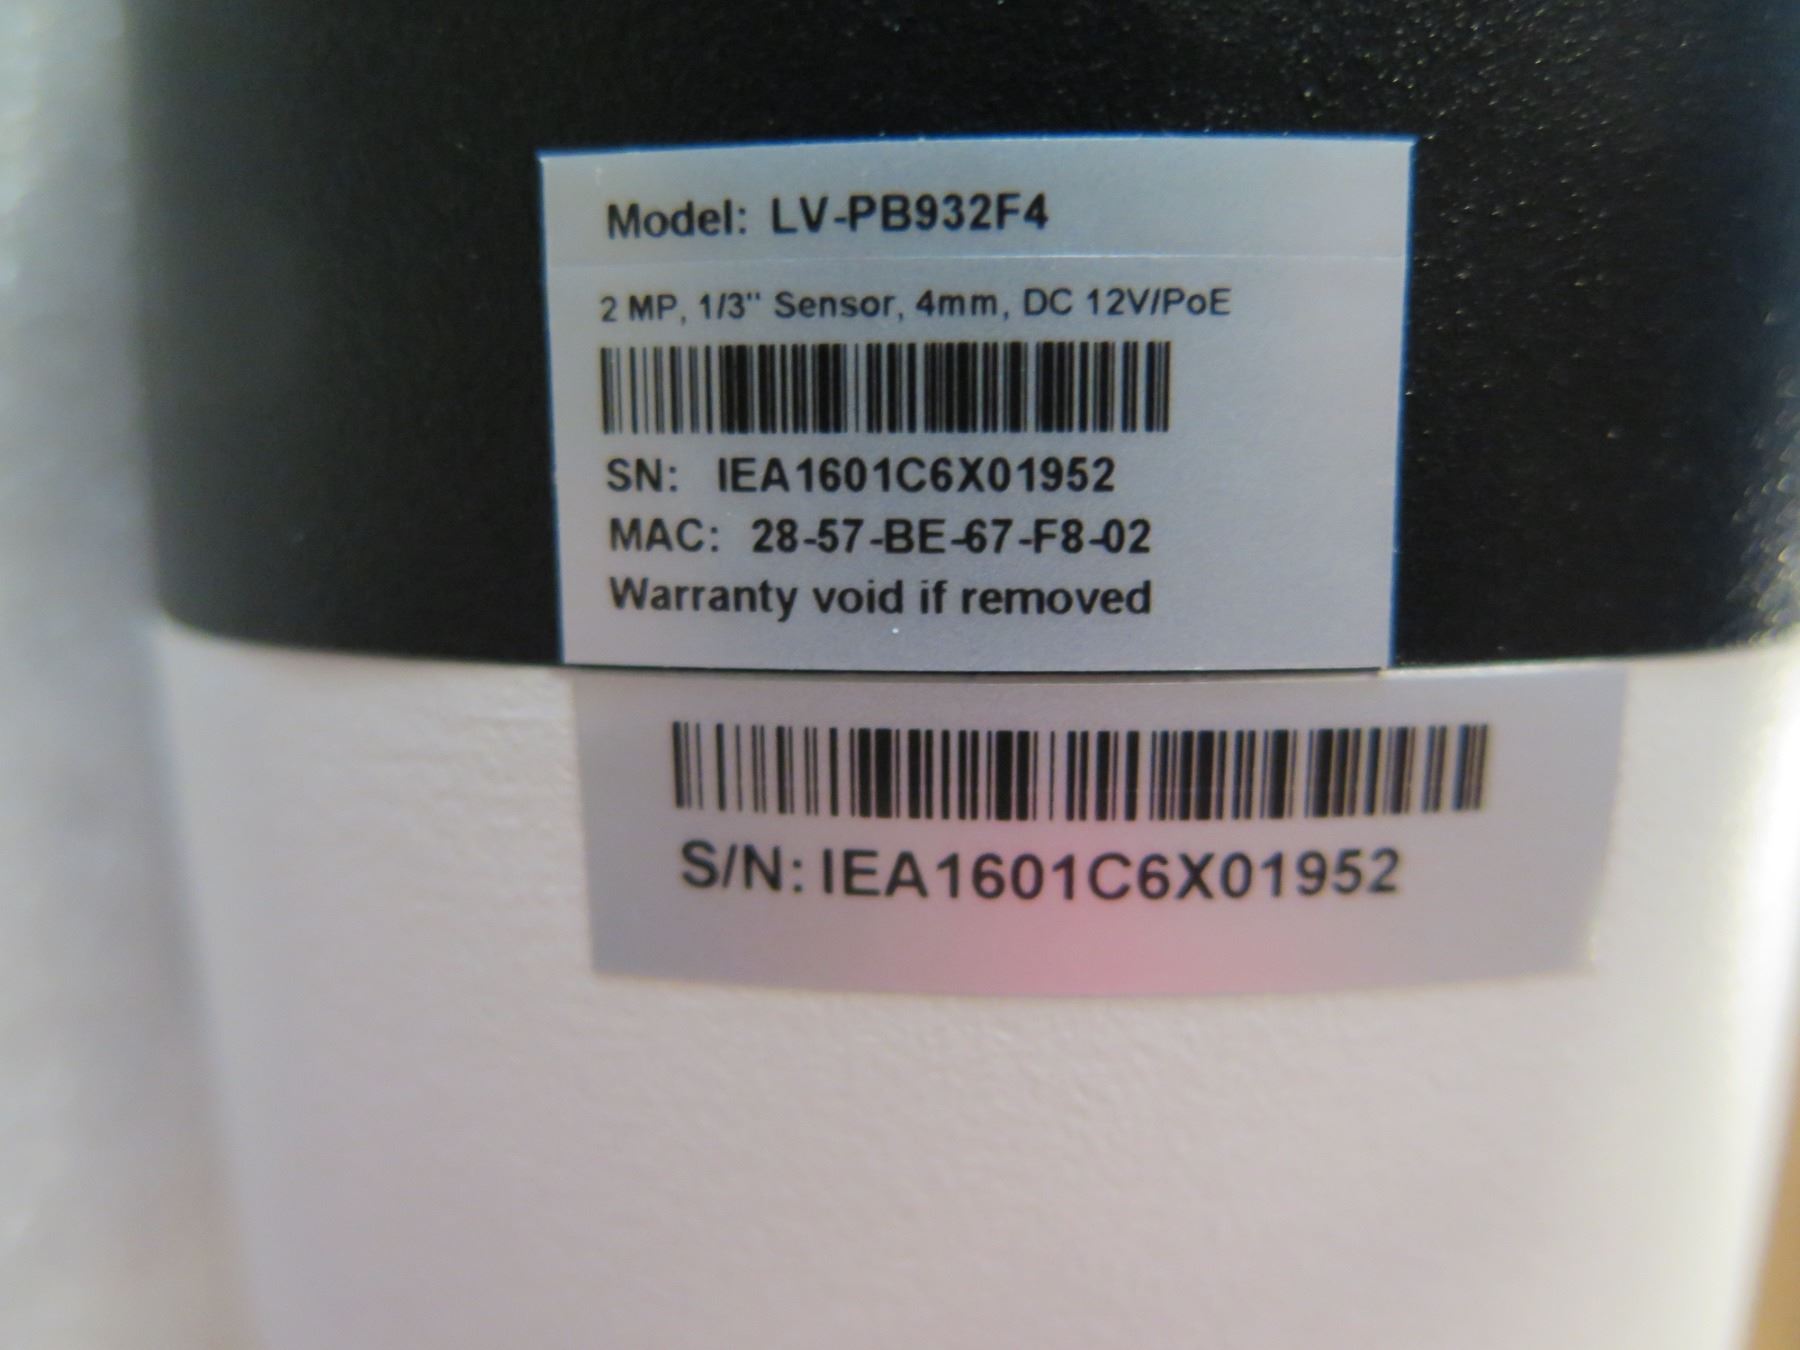 Model: LV-PB932F4
2 MP, 1/3" Sensor, 4mm, DC 12V/PoE
SN: IEA1601C6X01952
MAC: 28-57-BE-67-F8-02
Warranty void if removed
S/N: IEA1601C6X01952